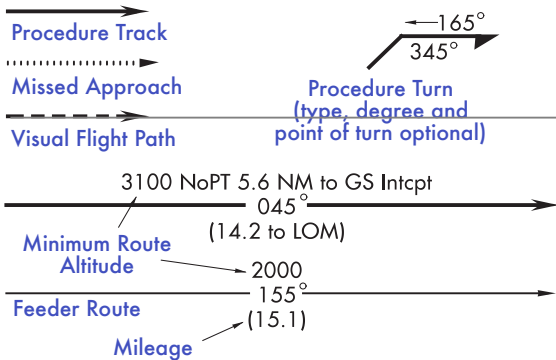 Procedure Track
Missed Approach
Visual Flight Path
165°
345°
Procedure Turn
(type, degree and
point of turn optional)
3100 NoPT 5.6 NM to GS Intcpt
045°
(14.2 to LOM)
Minimum Route
Altitude
2000
155°
Feeder Route
(15.1)
Mileage